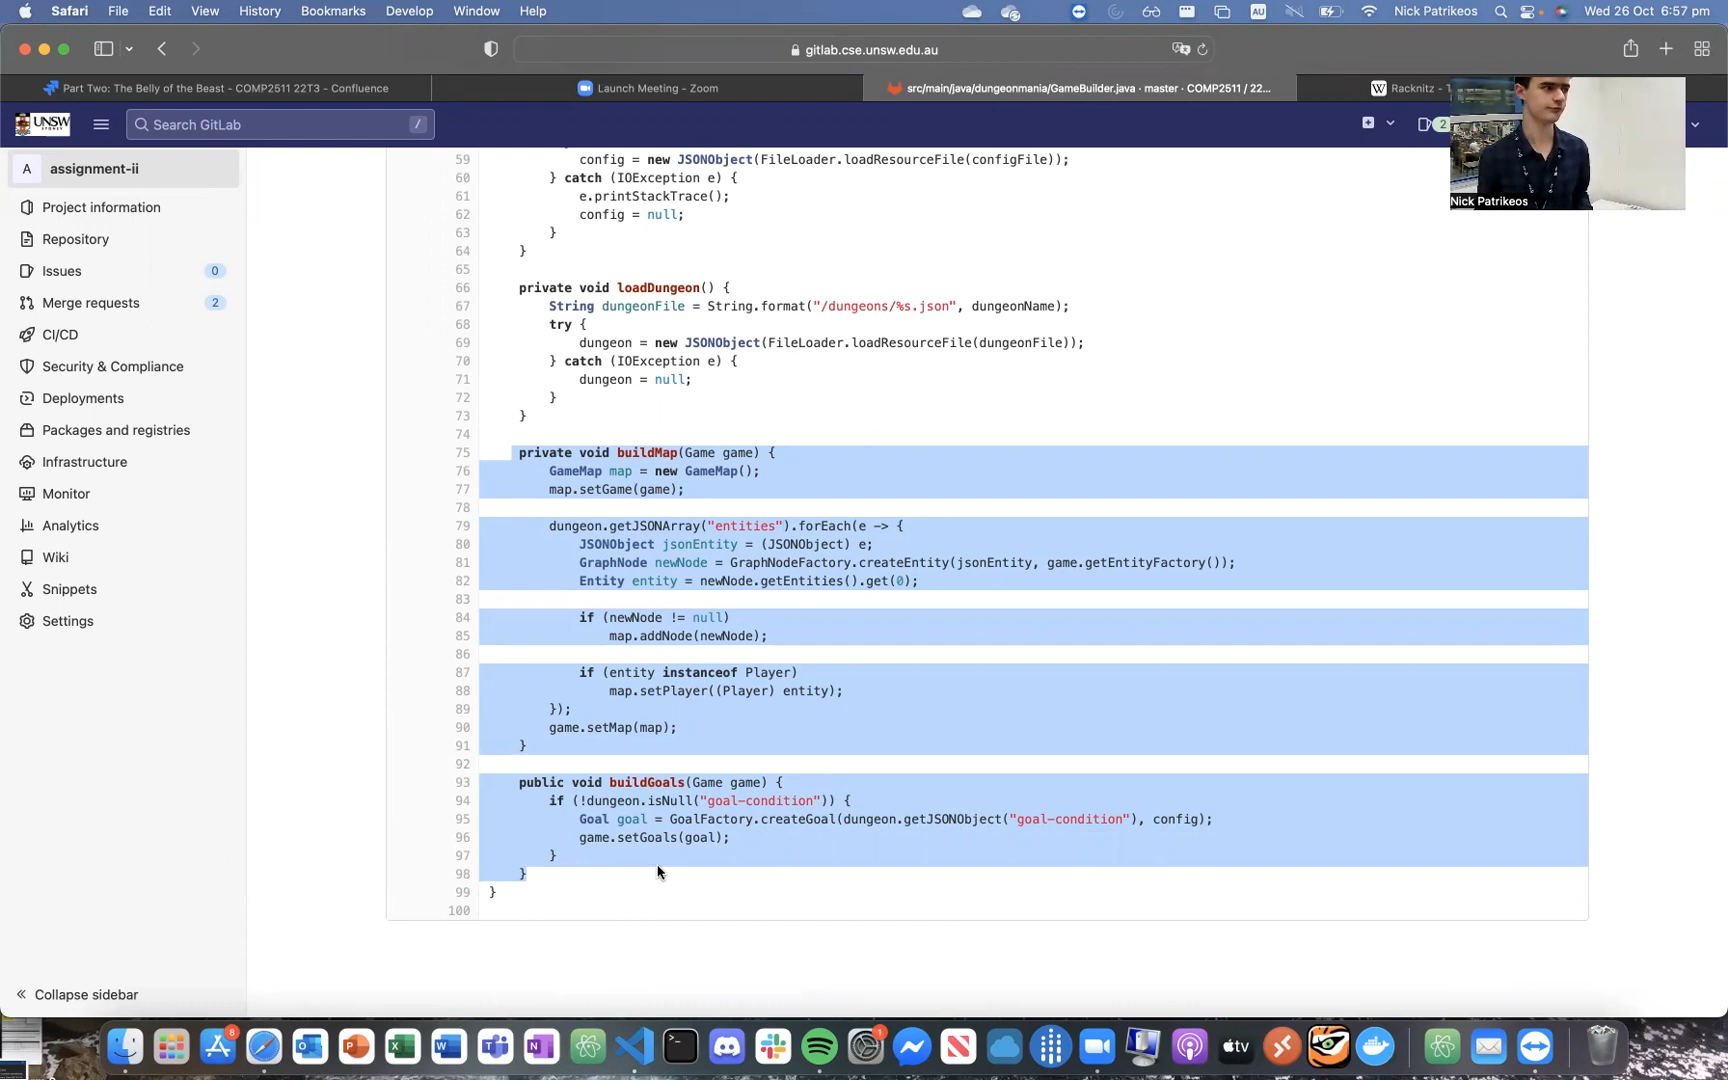 Safari File Edit View History Bookmarks Develop Window Help
AU Nick Patrikeos Wed 26 Oct 6:57 pm
gitlab.cse.unsw.edu.au
Part Two: The Belly of the Beast - COMP2511 22T3 - Confluence
Launch Meeting - Zoom
src/main/java/dungeonmania/GameBuilder.java · master · COMP2511 / 22...
W Racknitz -
UNSW
SYDNEY
Search GitLab /
2
Nick Patrikeos
A assignment-ii
Project information
Repository
Issues 0
Merge requests 2
CI/CD
Security & Compliance
Deployments
Packages and registries
Infrastructure
Monitor
Analytics
Wiki
Snippets
Settings
Collapse sidebar
59 config = new JSONObject(FileLoader.loadResourceFile(configFile));
60 } catch (IOException e) {
61 e.printStackTrace();
62 config = null;
63 }
64 }
65
66 private void loadDungeon() {
67 String dungeonFile = String.format("/dungeons/%s.json", dungeonName);
68 try {
69 dungeon = new JSONObject(FileLoader.loadResourceFile(dungeonFile));
70 } catch (IOException e) {
71 dungeon = null;
72 }
73 }
74
75 private void buildMap(Game game) {
76 GameMap map = new GameMap();
77 map.setGame(game);
78
79 dungeon.getJSONArray("entities").forEach(e -> {
80 JSONObject jsonEntity = (JSONObject) e;
81 GraphNode newNode = GraphNodeFactory.createEntity(jsonEntity, game.getEntityFactory());
82 Entity entity = newNode.getEntities().get(0);
83
84 if (newNode != null)
85 map.addNode(newNode);
86
87 if (entity instanceof Player)
88 map.setPlayer((Player) entity);
89 });
90 game.setMap(map);
91 }
92
93 public void buildGoals(Game game) {
94 if (!dungeon.isNull("goal-condition")) {
95 Goal goal = GoalFactory.createGoal(dungeon.getJSONObject("goal-condition"), config);
96 game.setGoals(goal);
97 }
98 }
99 }
100
8
1
tv